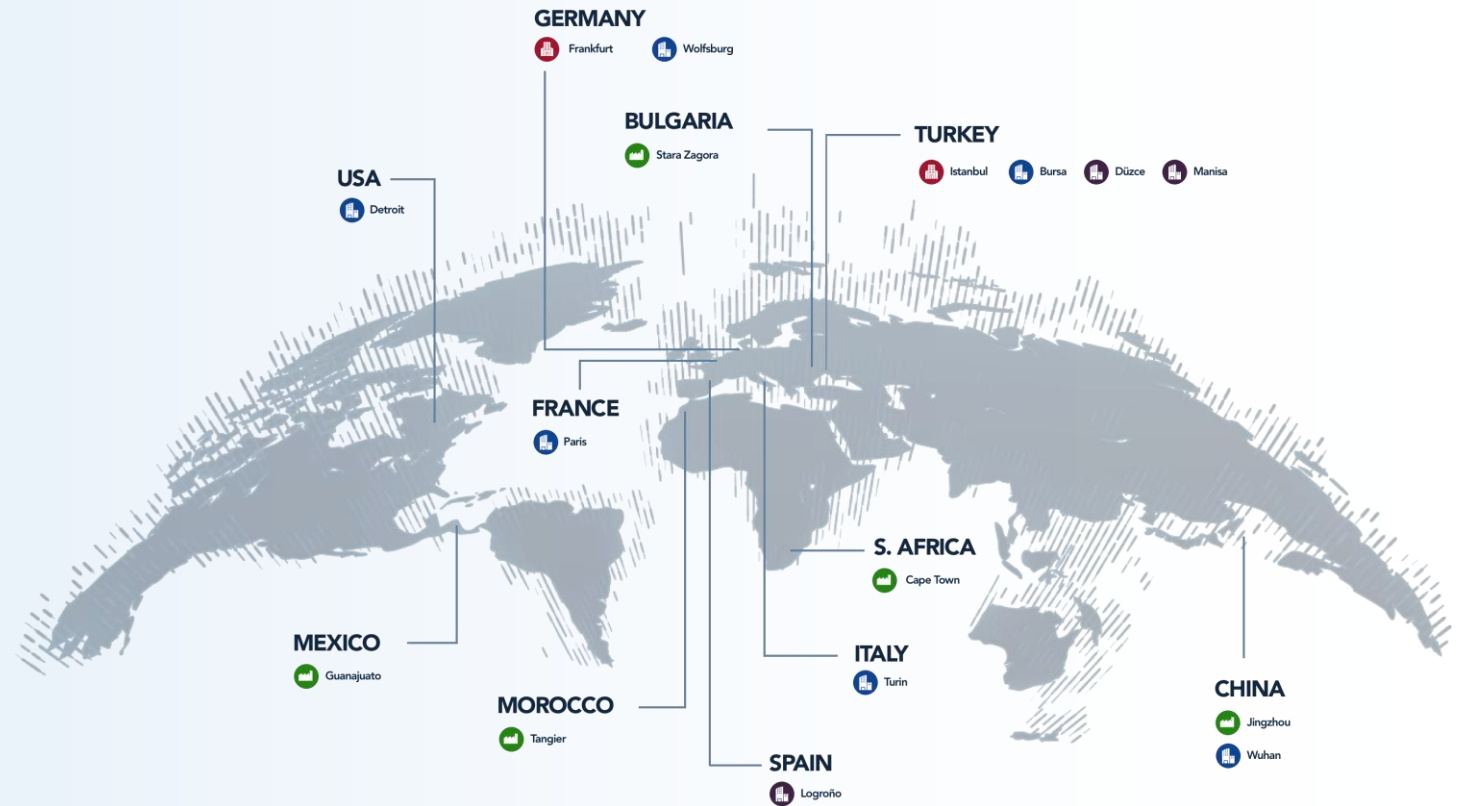 GERMANY
Frankfurt Wolfsburg
BULGARIA
Stara Zagora
TURKEY
Istanbul Bursa Düzce Manisa
USA
Detroit
FRANCE
Paris
S. AFRICA
Cape Town
MEXICO
Guanajuato
ITALY
Turin
MOROCCO
Tangier
CHINA
Jingzhou
Wuhan
SPAIN
Logroño